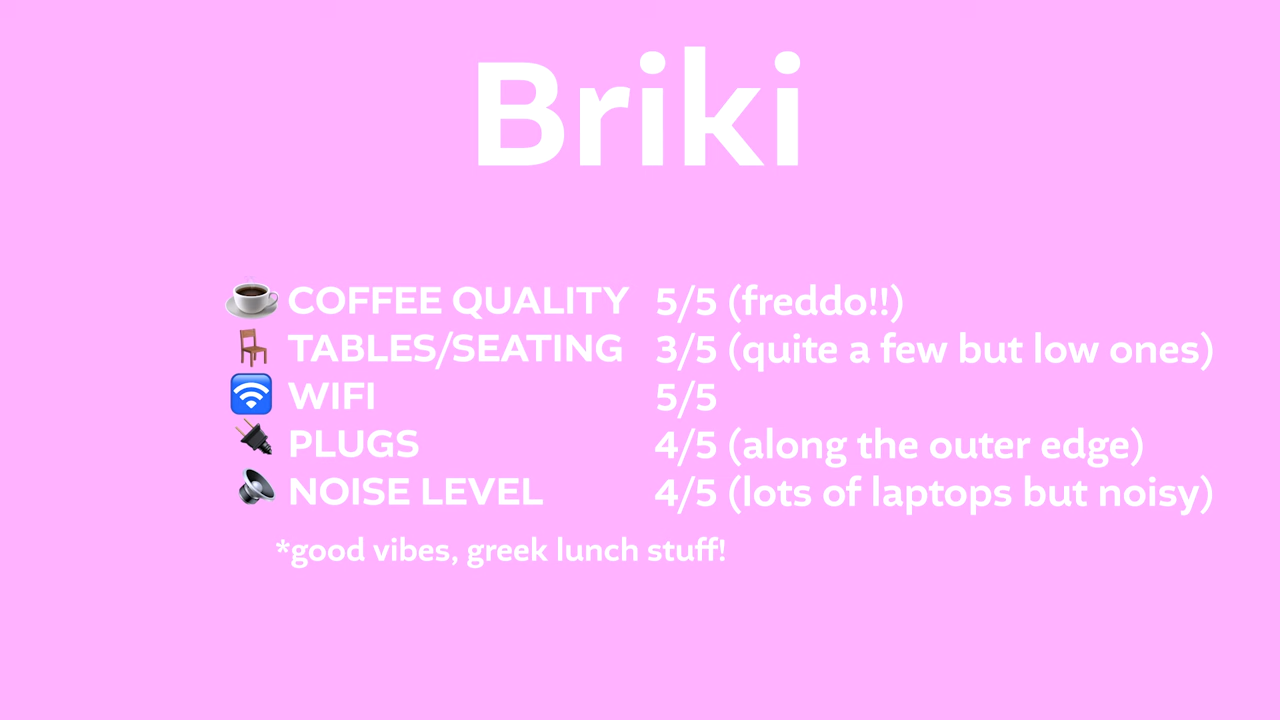 Briki
COFFEE QUALITY 5/5 (freddo!!)
TABLES/SEATING 3/5 (quite a few but low ones)
WIFI 5/5
PLUGS 4/5 (along the outer edge)
NOISE LEVEL 4/5 (lots of laptops but noisy)
*good vibes, greek lunch stuff!